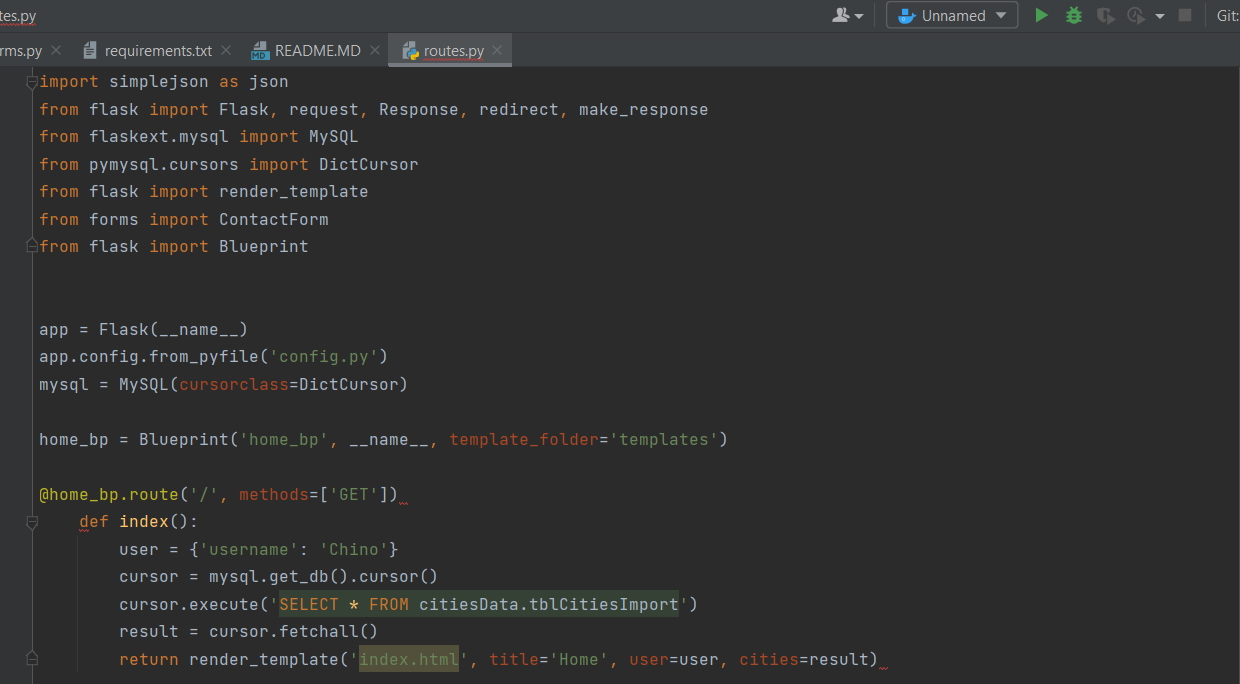 tes.py
Unnamed Git:
rms.py requirements.txt MD README.MD routes.py
import simplejson as json
from flask import Flask, request, Response, redirect, make_response
from flaskext.mysql import MySQL
from pymysql.cursors import DictCursor
from flask import render_template
from forms import ContactForm
from flask import Blueprint
app = Flask(__name__)
app.config.from_pyfile('config.py')
mysql = MySQL(cursorclass=DictCursor)
home_bp = Blueprint('home_bp', __name__, template_folder='templates')
@home_bp.route('/', methods=['GET'])
    def index():
        user = {'username': 'Chino'}
        cursor = mysql.get_db().cursor()
        cursor.execute('SELECT * FROM citiesData.tblCitiesImport')
        result = cursor.fetchall()
        return render_template('index.html', title='Home', user=user, cities=result)